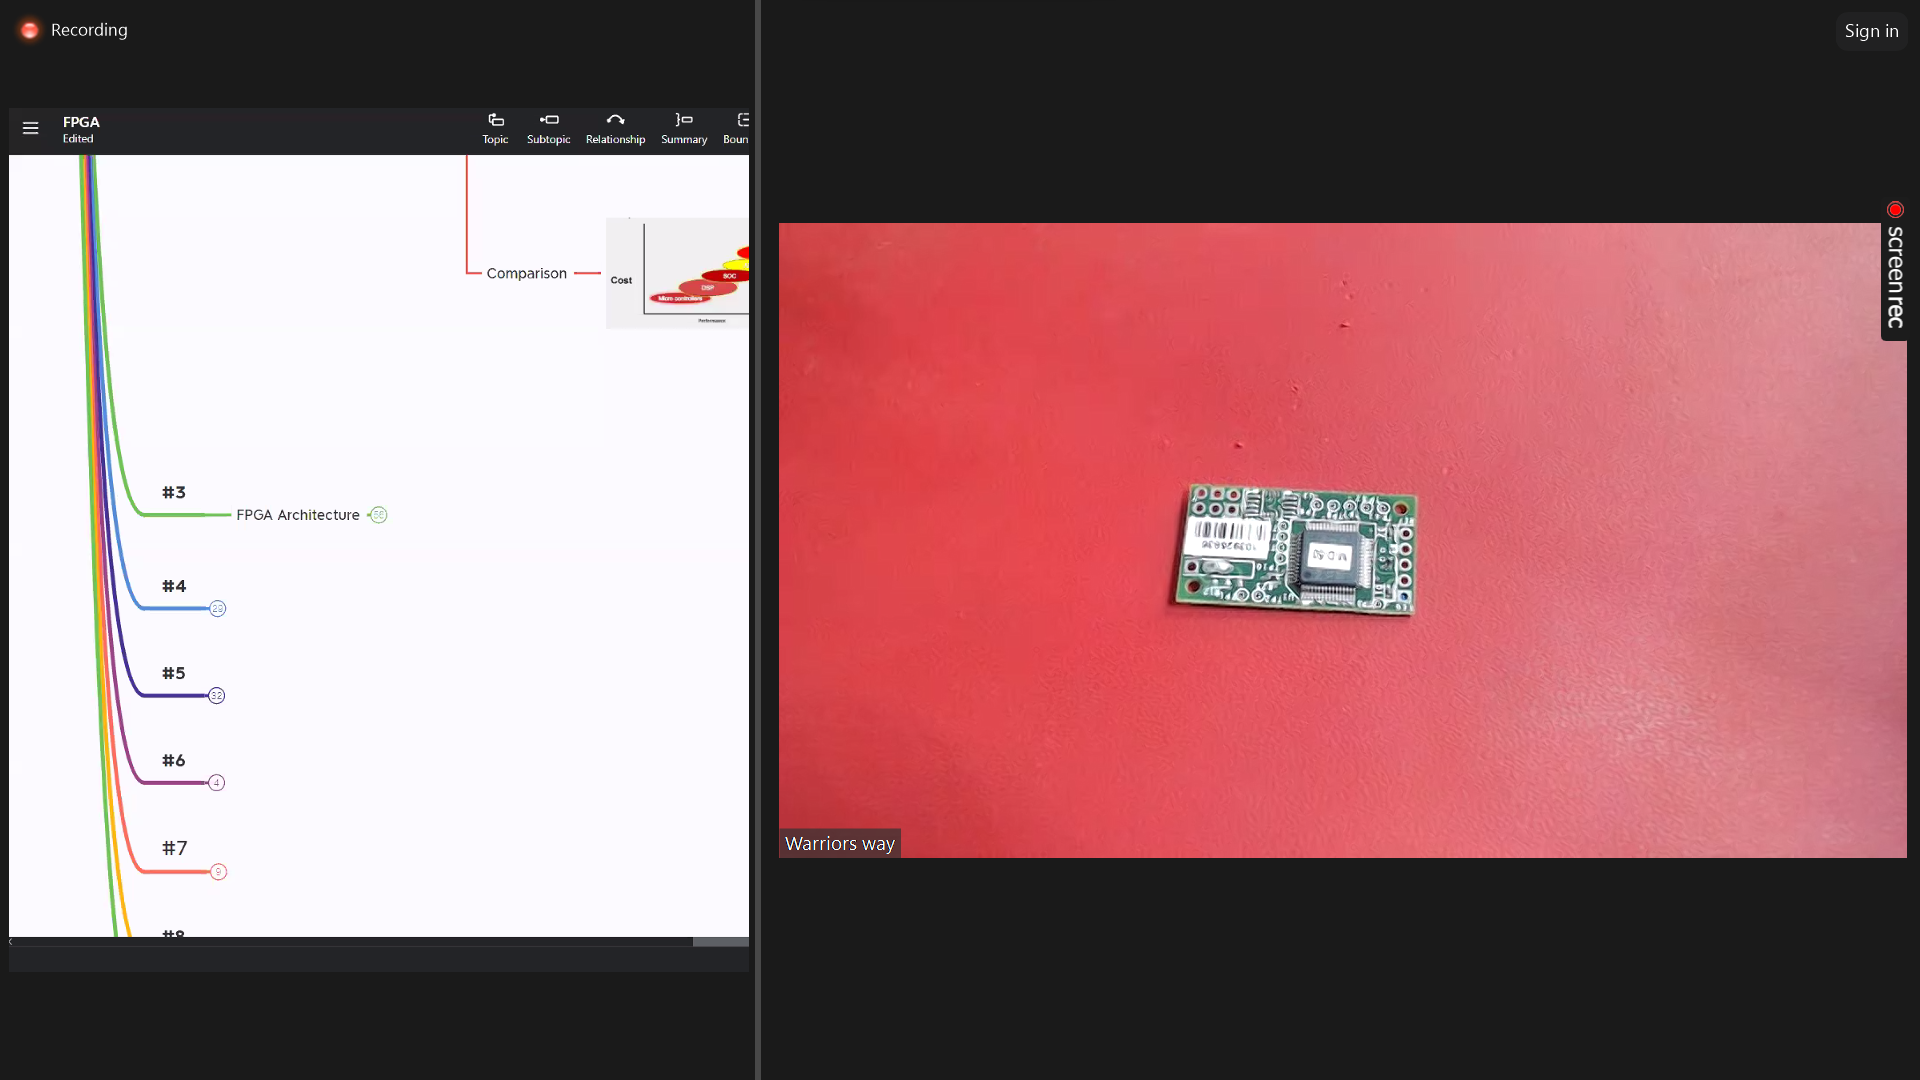 Recording
Sign in
FPGA
Edited
Topic
Subtopic
Relationship
Summary
Boun
Comparison
Cost
SOC
DSP
Micro controllers
Performance
#3
FPGA Architecture
#4
29
#5
32
#6
4
#7
9
#8
screenrec
103926836
Warriors way